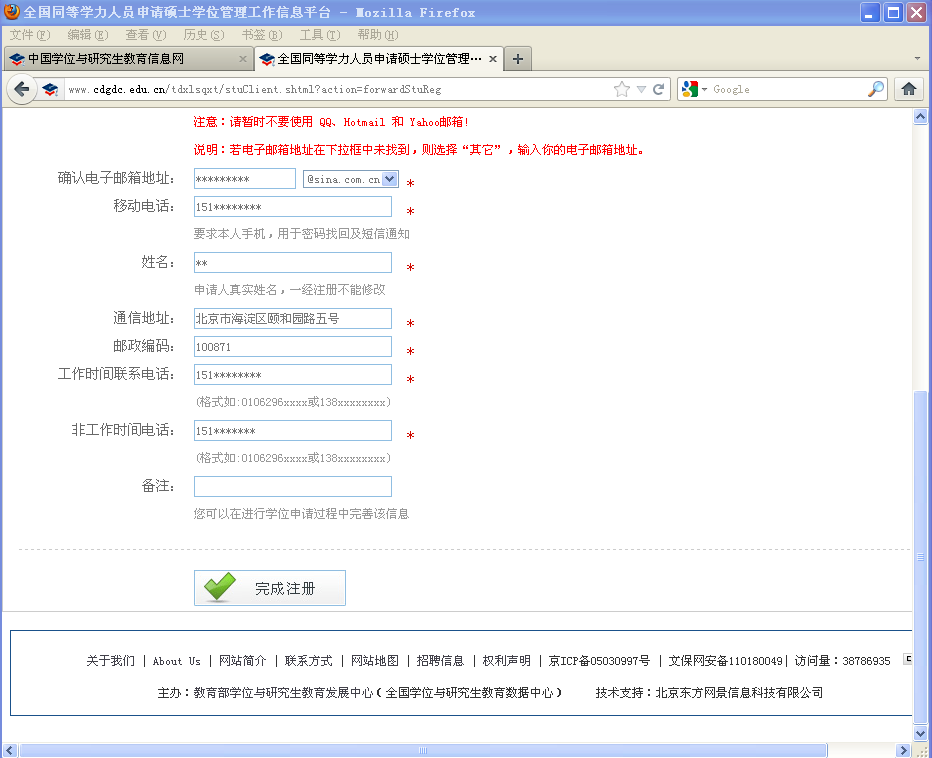 全国同等学力人员申请硕士学位管理工作信息平台 - Mozilla Firefox
文件(F) 编辑(E) 查看(V) 历史(S) 书签(B) 工具(T) 帮助(H)
中国学位与研究生教育信息网 × 全国同等学力人员申请硕士学位管理… × +
www.cdgdc.edu.cn/tdxlsqxt/stuClient.shtml?action=forwardStuReg Google
注意：请暂时不要使用 QQ、Hotmail 和 Yahoo邮箱!
说明：若电子邮箱地址在下拉框中未找到，则选择“其它”，输入你的电子邮箱地址。
确认电子邮箱地址： ********* @sina.com.cn *
移动电话： 151******** *
要求本人手机，用于密码找回及短信通知
姓名： ** *
申请人真实姓名，一经注册不能修改
通信地址： 北京市海淀区颐和园路五号 *
邮政编码： 100871 *
工作时间联系电话： 151******** *
(格式如:0106296xxxx或138xxxxxxxx)
非工作时间电话： 151******* *
(格式如:0106296xxxx或138xxxxxxxx)
备注：
您可以在进行学位申请过程中完善该信息
完成注册
关于我们 | About Us | 网站简介 | 联系方式 | 网站地图 | 招聘信息 | 权利声明 | 京ICP备05030997号 | 文保网安备110180049| 访问量：38786935
主办：教育部学位与研究生教育发展中心(全国学位与研究生教育数据中心) 技术支持：北京东方网景信息科技有限公司